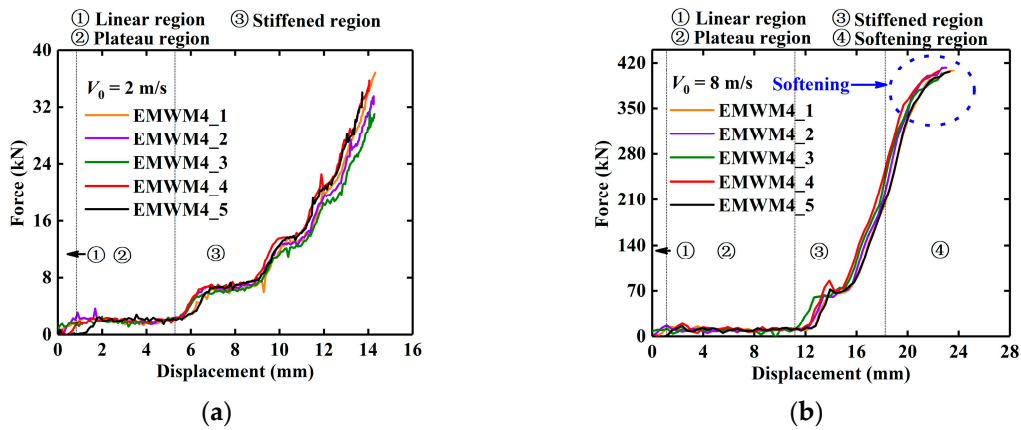 ① Linear region ③ Stiffened region
② Plateau region
V0 = 2 m/s
EMWM4_1
EMWM4_2
EMWM4_3
EMWM4_4
EMWM4_5
① ② ③
Force (kN)
40
32
24
16
8
0
0 2 4 6 8 10 12 14 16
Displacement (mm)
(a)
① Linear region ③ Stiffened region
② Plateau region ④ Softening region
V0 = 8 m/s Softening
EMWM4_1
EMWM4_2
EMWM4_3
EMWM4_4
EMWM4_5
① ② ③ ④
Force (kN)
420
350
280
210
140
70
0
0 4 8 12 16 20 24 28
Displacement (mm)
(b)